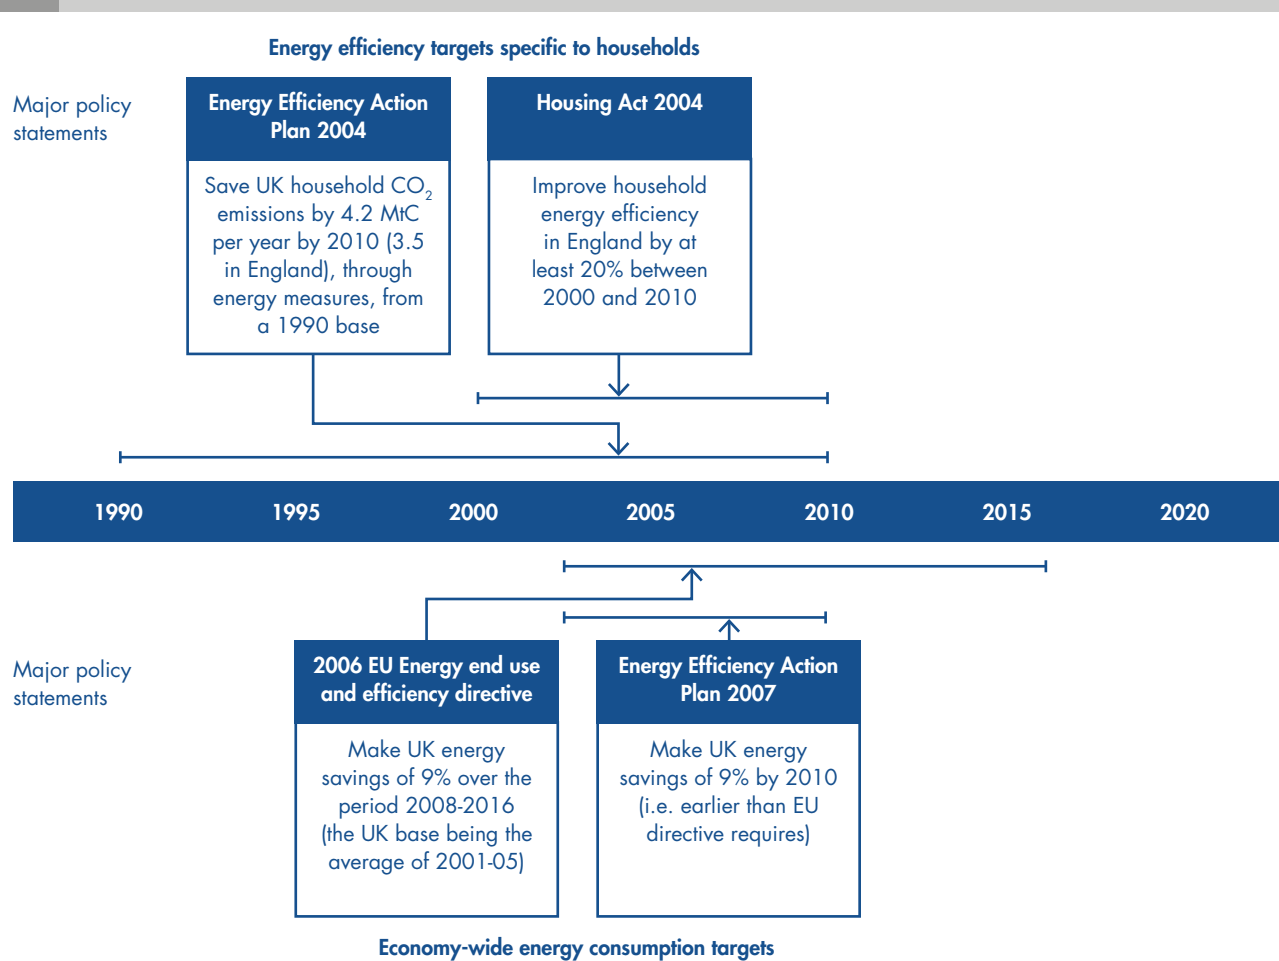 Energy efficiency targets specific to households
Major policy
statements
Energy Efficiency Action
Plan 2004
Save UK household CO₂
emissions by 4.2 MtC
per year by 2010 (3.5
in England), through
energy measures, from
a 1990 base
Housing Act 2004
Improve household
energy efficiency
in England by at
least 20% between
2000 and 2010
1990 1995 2000 2005 2010 2015 2020
Major policy
statements
2006 EU Energy end use
and efficiency directive
Make UK energy
savings of 9% over the
period 2008-2016
(the UK base being the
average of 2001-05)
Energy Efficiency Action
Plan 2007
Make UK energy
savings of 9% by 2010
(i.e. earlier than EU
directive requires)
Economy-wide energy consumption targets